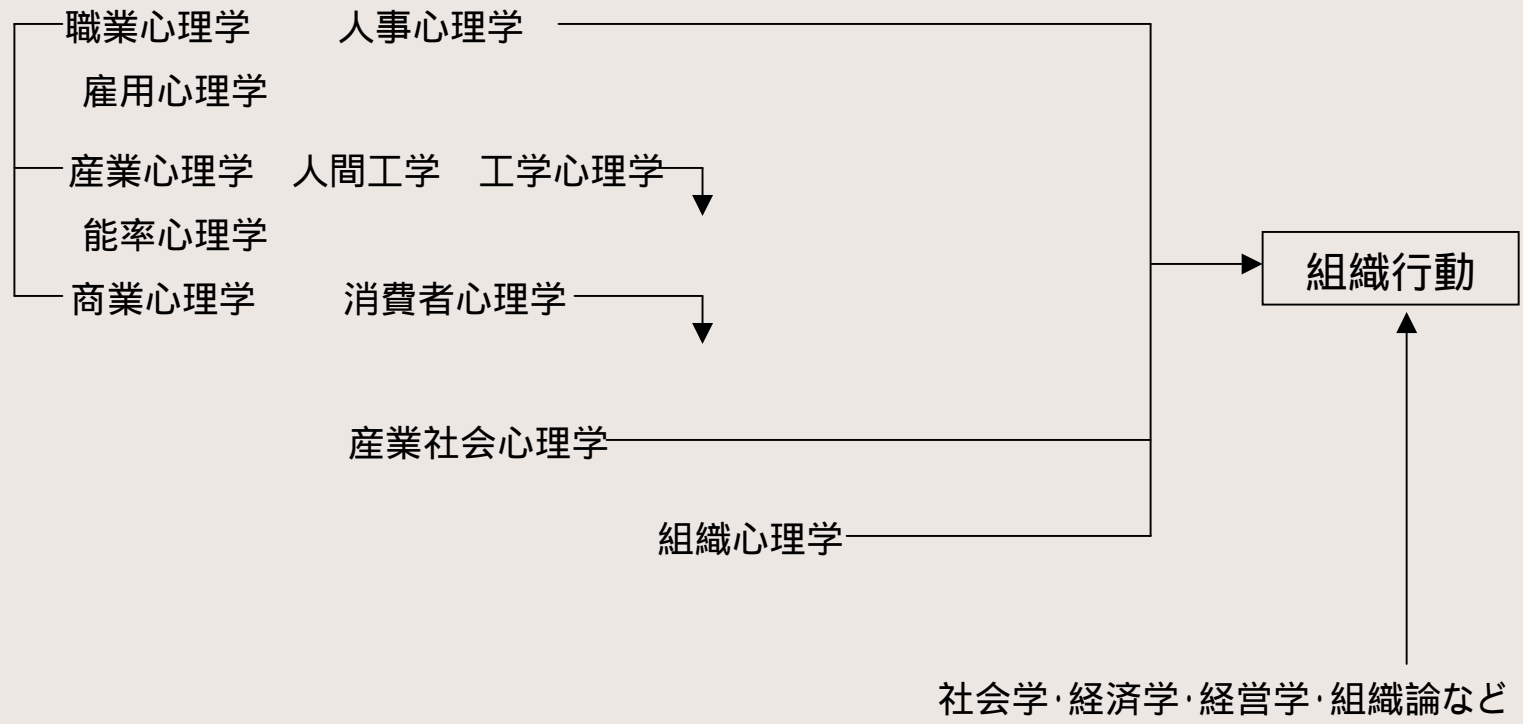 職業心理学 人事心理学
雇用心理学
産業心理学 人間工学 工学心理学
能率心理学
組織行動
商業心理学 消費者心理学
産業社会心理学
組織心理学
社会学・経済学・経営学・組織論など